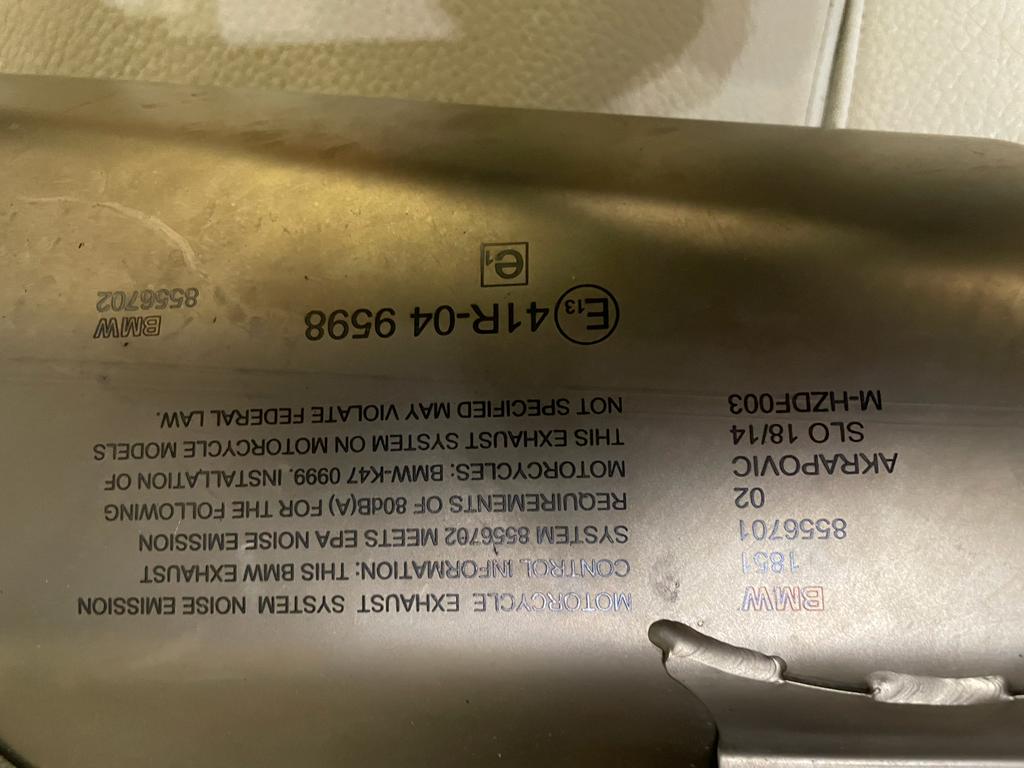 BMW
1851
8556701
02
AKRAPOVIC
SLO 18/14
M-HZDF003
MOTORCYCLE EXHAUST SYSTEM NOISE EMISSION
CONTROL INFORMATION: THIS BMW EXHAUST
SYSTEM 8556702 MEETS EPA NOISE EMISSION
REQUIREMENTS OF 80dB(A) FOR THE FOLLOWING
MOTORCYCLES: BMW-K47 0999. INSTALLATION OF
THIS EXHAUST SYSTEM ON MOTORCYCLE MODELS
NOT SPECIFIED MAY VIOLATE FEDERAL LAW.
E13 41R-04 9598
e1
BMW
8556702